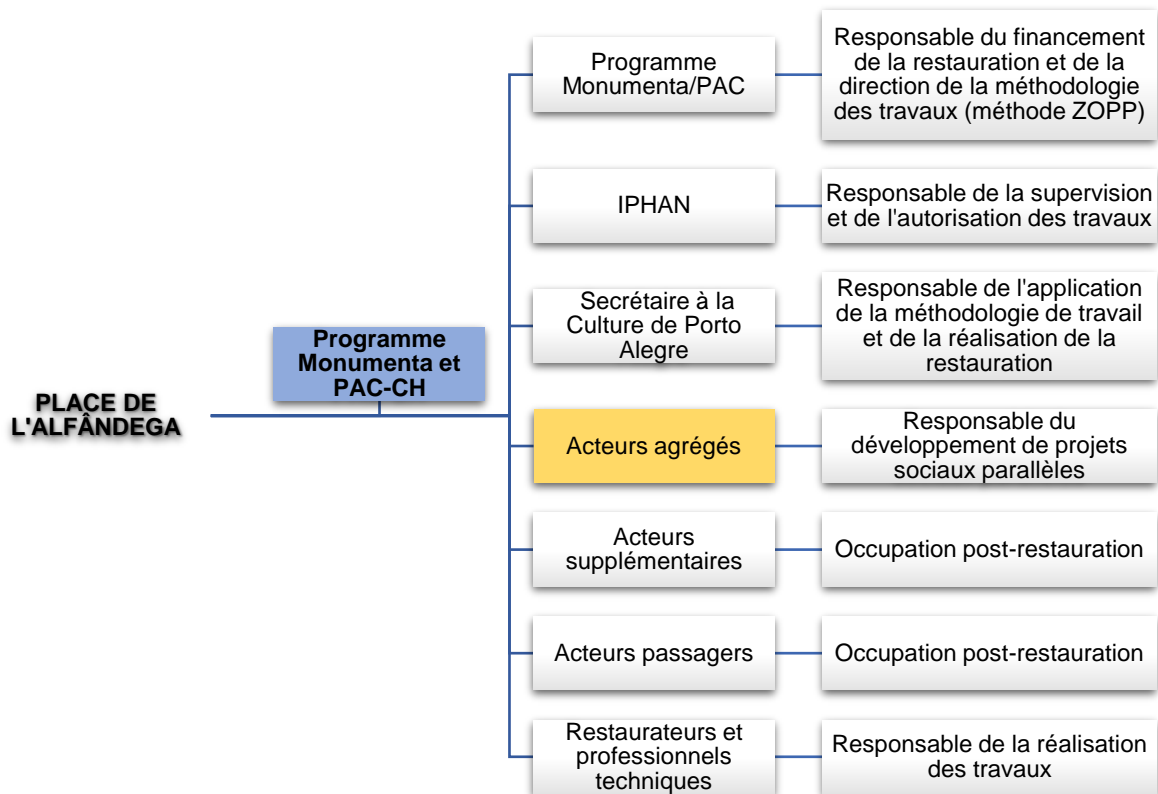 PLACE DE
L'ALFÂNDEGA
Programme
Monumenta et
PAC-CH
Programme
Monumenta/PAC
Responsable du financement
de la restauration et de la
direction de la méthodologie
des travaux (méthode ZOPP)
IPHAN
Responsable de la supervision
et de l'autorisation des travaux
Secrétaire à la
Culture de Porto
Alegre
Responsable de l'application
de la méthodologie de travail
et de la réalisation de la
restauration
Acteurs agrégés
Responsable du
développement de projets
sociaux parallèles
Acteurs
supplémentaires
Occupation post-restauration
Acteurs passagers
Occupation post-restauration
Restaurateurs et
professionnels
techniques
Responsable de la réalisation
des travaux